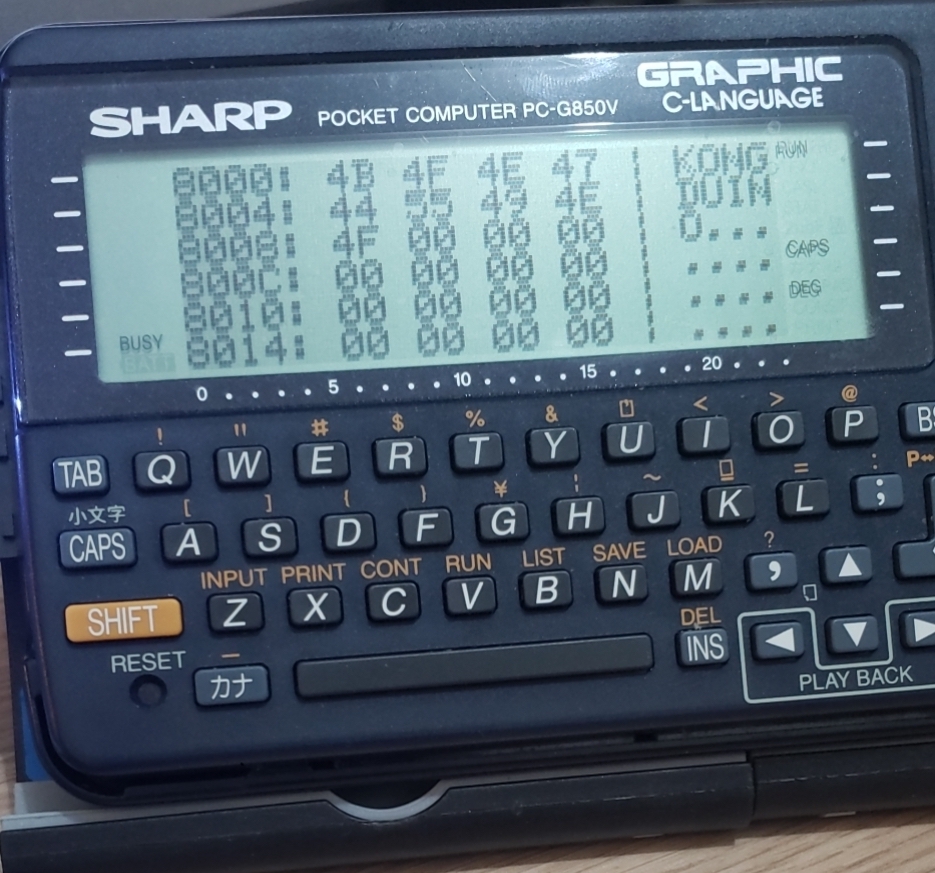 GRAPHIC
C-LANGUAGE
SHARP POCKET COMPUTER PC-G850V
8000: 4B 4F 4E 47 | KONG RUN
8004: 44 55 49 4E | DUIN
8008: 4F 00 00 00 | O...
CAPS
800C: 00 00 00 00 | ....
DEG
8010: 00 00 00 00 | ....
BUSY
8014: 00 00 00 00 | ....
BATT
0 . . . . 5 . . . . 10 . . . . 15 . . . . 20 . . .
! " # $ % & < > @
TAB Q W E R T Y U I O P
[ ] { } ¥ ¦ ~ = :
小文字
CAPS A S D F G H J K L ;
INPUT PRINT CONT RUN LIST SAVE LOAD ?
SHIFT Z X C V B N M , ▲
DEL
RESET カナ INS ◀ ▼ ▶
PLAY BACK